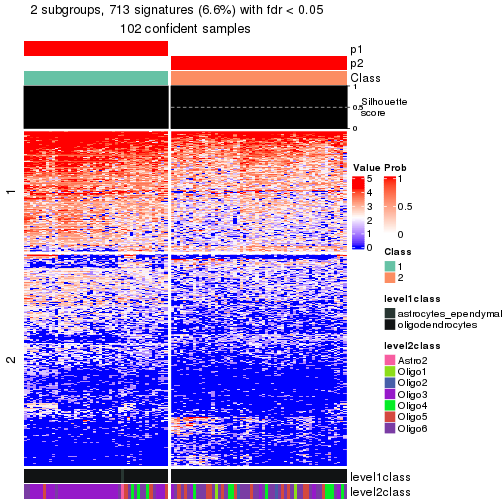 2 subgroups, 713 signatures (6.6%) with fdr < 0.05
102 confident samples
p1
p2
Class
1
0.5
0
Silhouette
score
1
2
Value
5
4
3
2
1
0
Prob
1
0.5
0
Class
1
2
level1class
astrocytes_ependymal
oligodendrocytes
level2class
Astro2
Oligo1
Oligo2
Oligo3
Oligo4
Oligo5
Oligo6
level1class
level2class